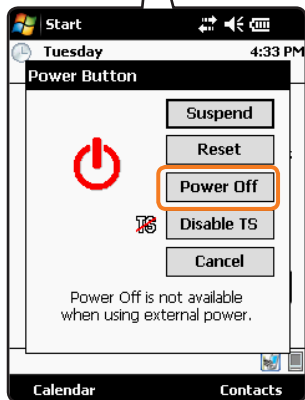 Start
Tuesday 4:33 PM
Power Button
Suspend
Reset
Power Off
TS Disable TS
Cancel
Power Off is not available
when using external power.
Calendar Contacts